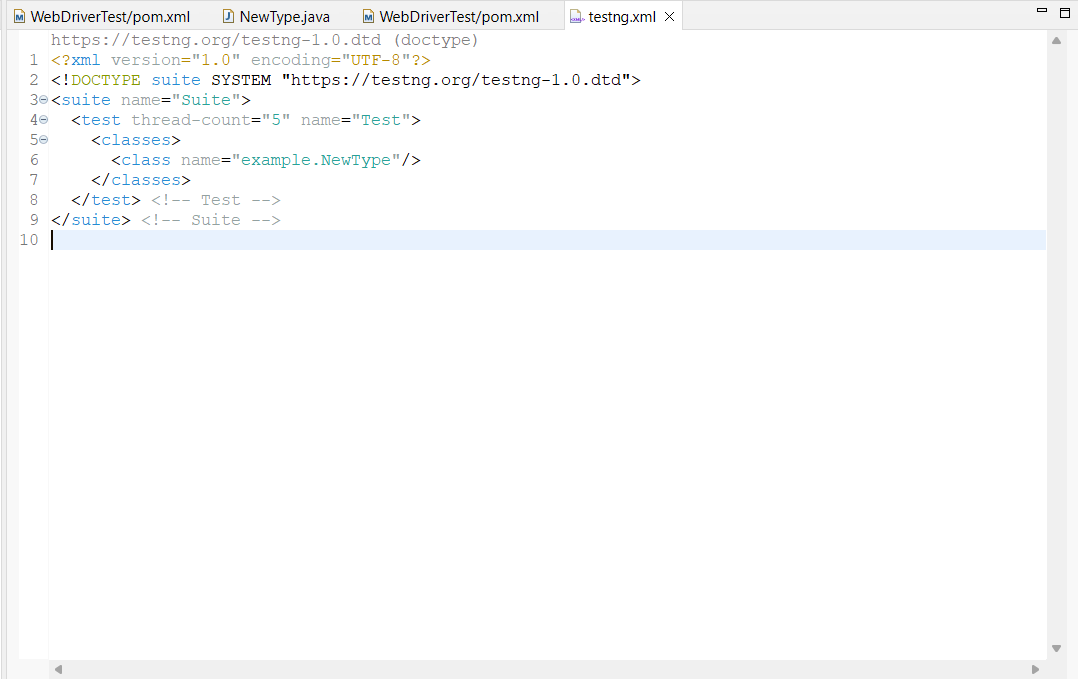 WebDriverTest/pom.xml NewType.java WebDriverTest/pom.xml testng.xml
https://testng.org/testng-1.0.dtd (doctype)
1 <?xml version="1.0" encoding="UTF-8"?>
2 <!DOCTYPE suite SYSTEM "https://testng.org/testng-1.0.dtd">
3 <suite name="Suite">
4 <test thread-count="5" name="Test">
5 <classes>
6 <class name="example.NewType"/>
7 </classes>
8 </test> <!-- Test -->
9 </suite> <!-- Suite -->
10